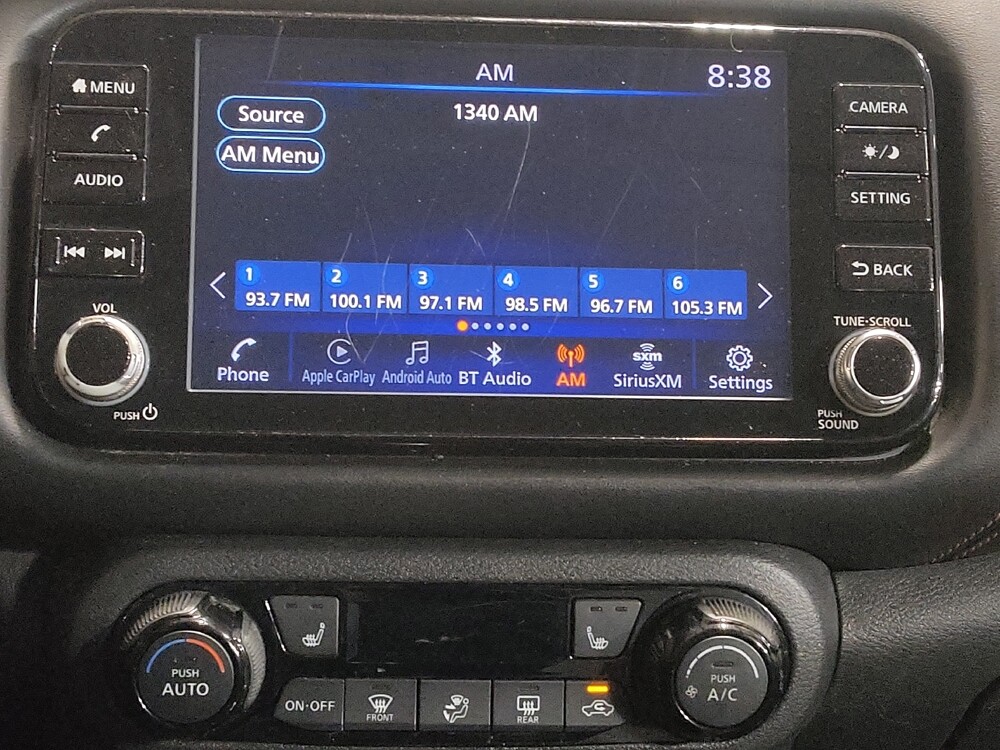 MENU
AUDIO
VOL
PUSH
AM
8:38
Source
1340 AM
AM Menu
1
93.7 FM
2
100.1 FM
3
97.1 FM
4
98.5 FM
5
96.7 FM
6
105.3 FM
Phone
Apple CarPlay
Android Auto
BT Audio
AM
sxm
SiriusXM
Settings
CAMERA
SETTING
BACK
TUNE·SCROLL
PUSH
SOUND
PUSH
AUTO
ON·OFF
FRONT
REAR
PUSH
A/C